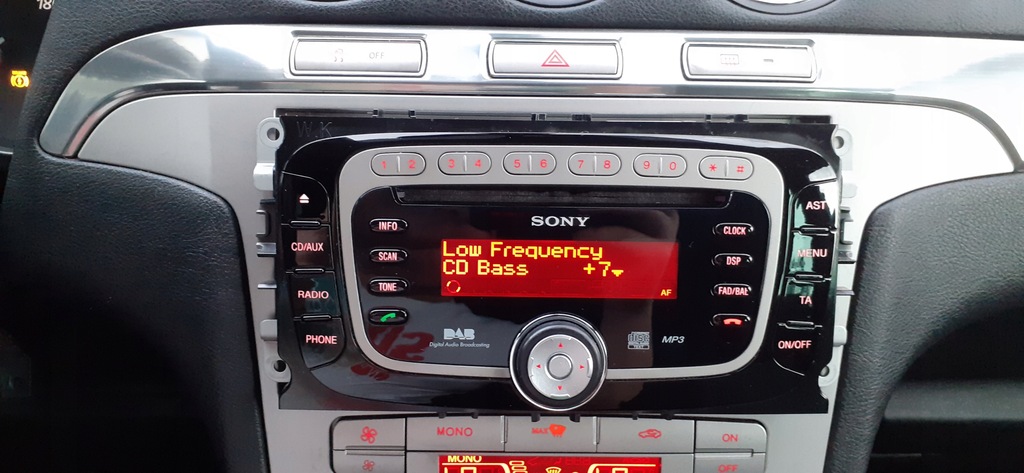 18
OFF
W.K
1 2 3 4 5 6 7 8 9 0 * #
SONY
INFO
SCAN
TONE
CD/AUX
RADIO
PHONE
Low Frequency
CD Bass +7
AF
CLOCK
DSP
FAD/BAL
AST
MENU
TA
ON/OFF
DAB
Digital Audio Broadcasting
MP3
MONO
MAX
ON
MONO
OFF